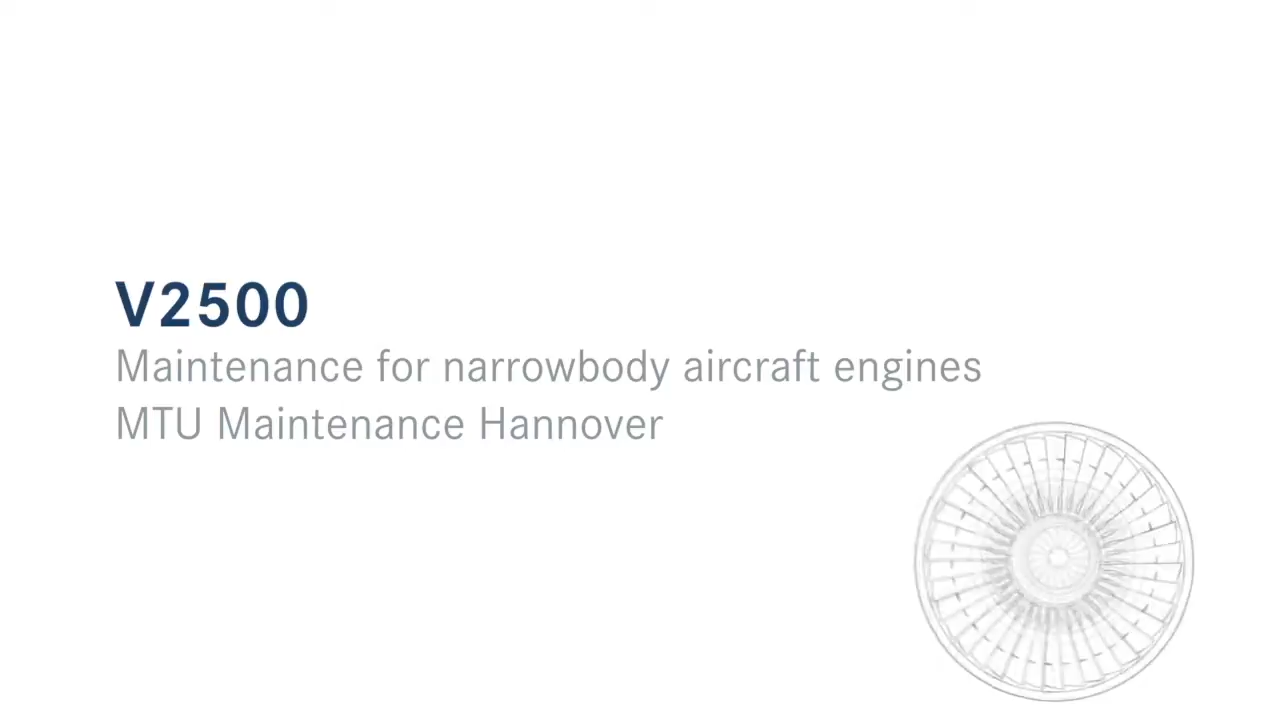 V2500
Maintenance for narrowbody aircraft engines
MTU Maintenance Hannover